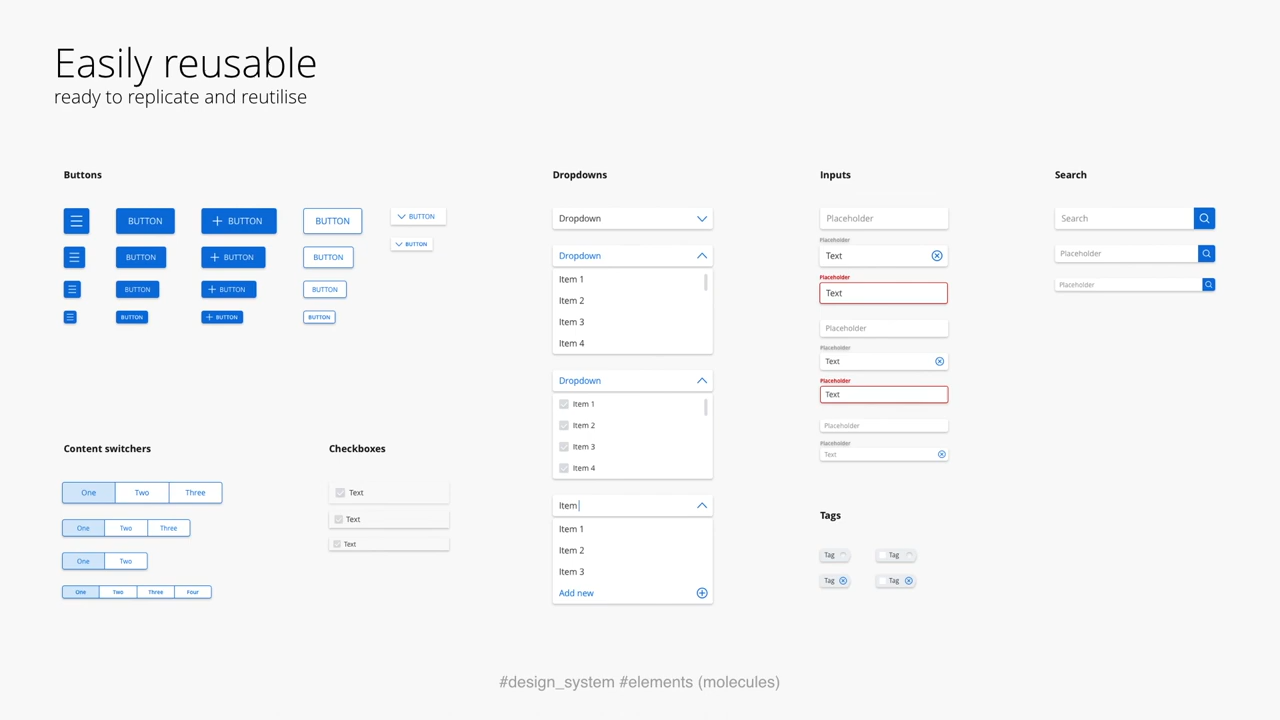 Easily reusable
ready to replicate and reutilise
Buttons
BUTTON
BUTTON
BUTTON
BUTTON
BUTTON
BUTTON
BUTTON
BUTTON
BUTTON
BUTTON
BUTTON
BUTTON
BUTTON
BUTTON
Content switchers
One Two Three
One Two Three
One Two
One Two Three Four
Checkboxes
Text
Text
Text
Dropdowns
Dropdown
Dropdown
Item 1
Item 2
Item 3
Item 4
Dropdown
Item 1
Item 2
Item 3
Item 4
Item
Item 1
Item 2
Item 3
Add new
Inputs
Placeholder
Placeholder
Text
Placeholder
Text
Placeholder
Placeholder
Text
Placeholder
Text
Placeholder
Placeholder
Text
Tags
Tag Tag
Tag Tag
Search
Search
Placeholder
Placeholder
#design_system #elements (molecules)